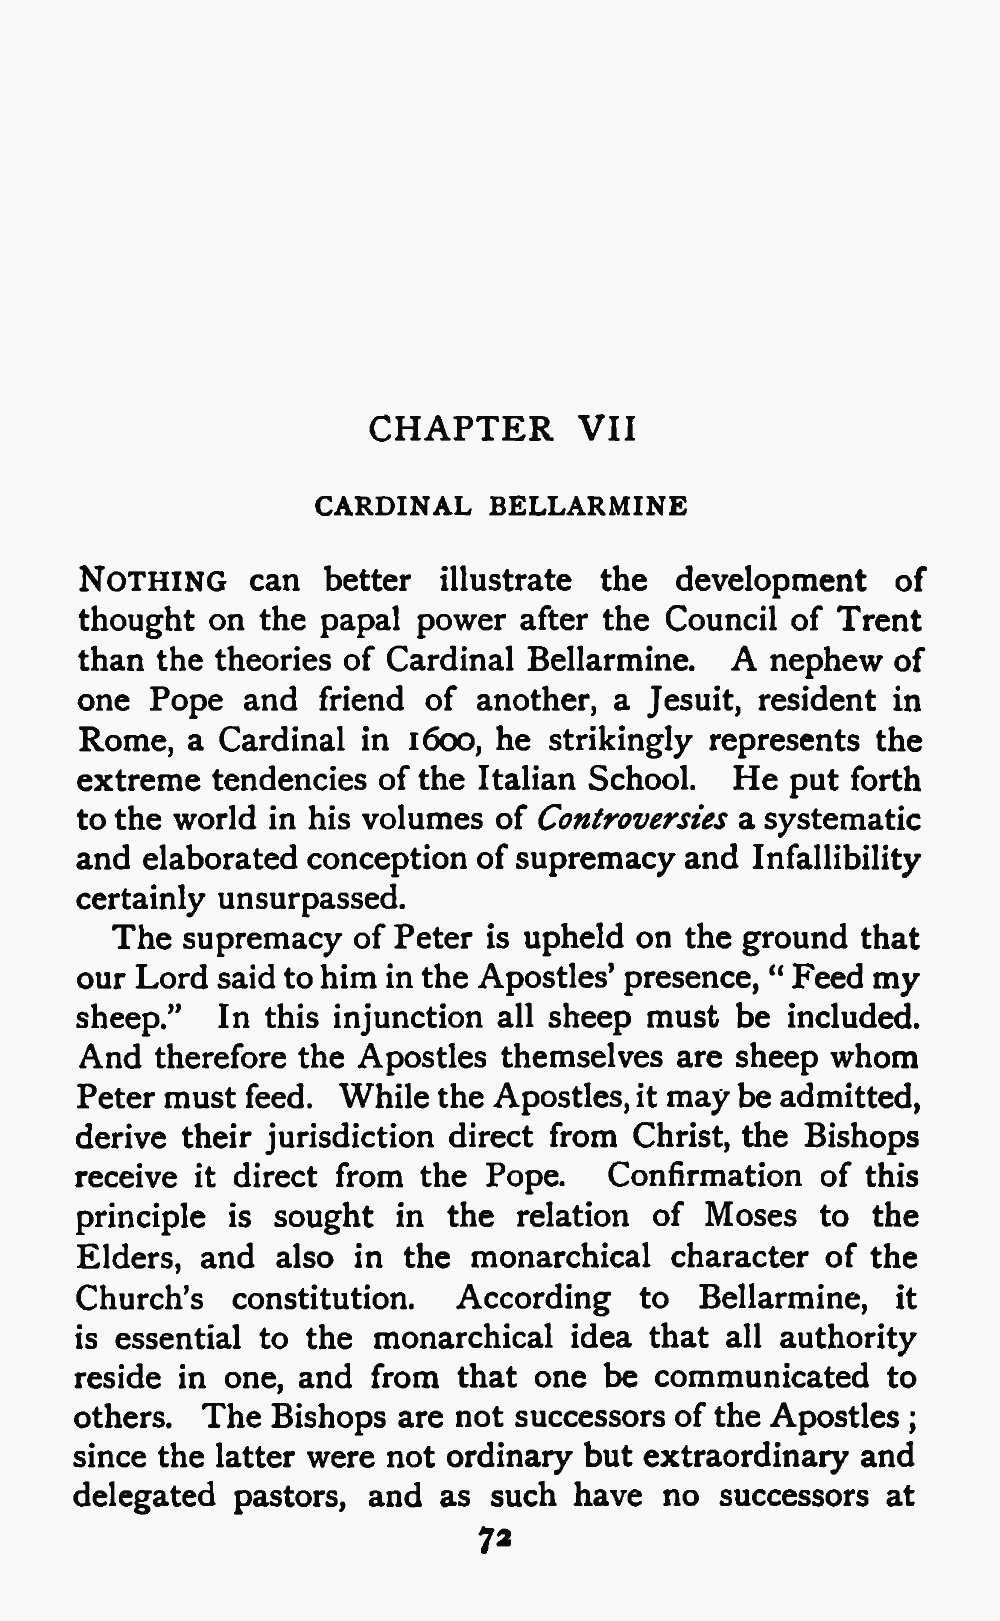 CHAPTER VII
CARDINAL BELLARMINE
NOTHING can better illustrate the development of
thought on the papal power after the Council of Trent
than the theories of Cardinal Bellarmine. A nephew of
one Pope and friend of another, a Jesuit, resident in
Rome, a Cardinal in 1600, he strikingly represents the
extreme tendencies of the Italian School. He put forth
to the world in his volumes of Controversies a systematic
and elaborated conception of supremacy and Infallibility
certainly unsurpassed.
The supremacy of Peter is upheld on the ground that
our Lord said to him in the Apostles' presence, "Feed my
sheep." In this injunction all sheep must be included.
And therefore the Apostles themselves are sheep whom
Peter must feed. While the Apostles, it may be admitted,
derive their jurisdiction direct from Christ, the Bishops
receive it direct from the Pope. Confirmation of this
principle is sought in the relation of Moses to the
Elders, and also in the monarchical character of the
Church's constitution. According to Bellarmine, it
is essential to the monarchical idea that all authority
reside in one, and from that one be communicated to
others. The Bishops are not successors of the Apostles;
since the latter were not ordinary but extraordinary and
delegated pastors, and as such have no successors at
72